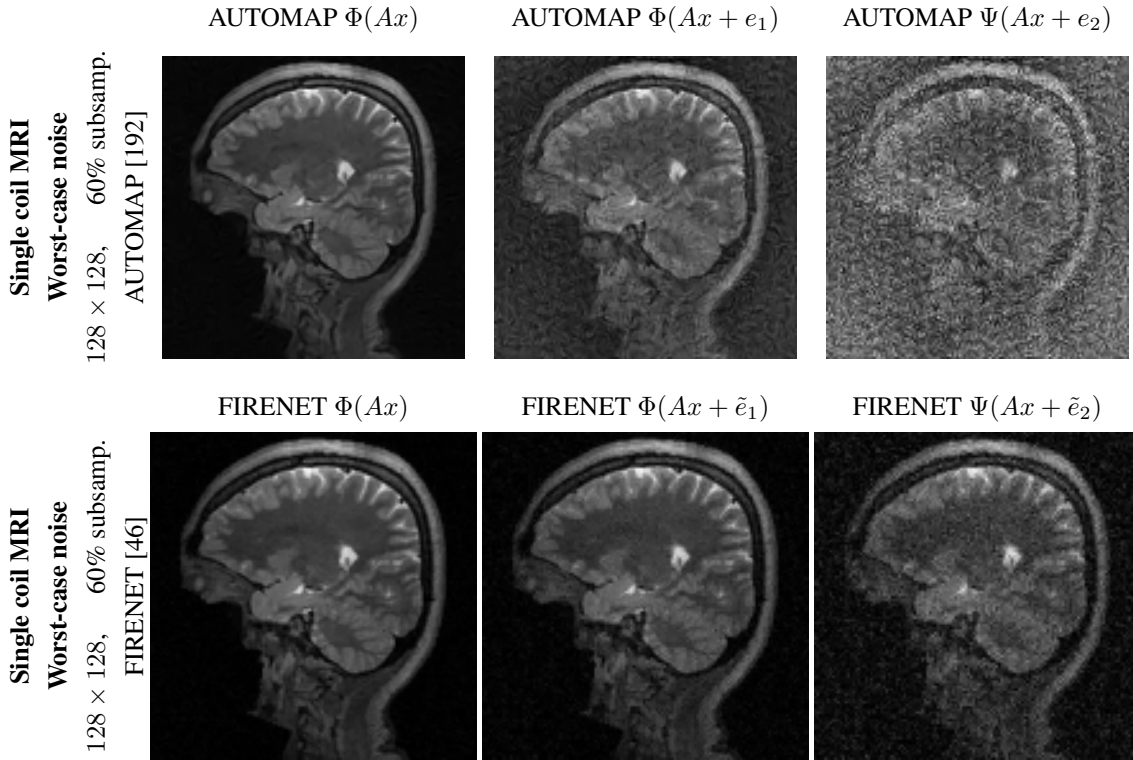 AUTOMAP Φ(Ax)
AUTOMAP Φ(Ax + e₁)
AUTOMAP Ψ(Ax + e₂)
Single coil MRI
Worst-case noise
128 × 128, 60% subsamp.
AUTOMAP [192]
FIRENET Φ(Ax)
FIRENET Φ(Ax + ẽ₁)
FIRENET Ψ(Ax + ẽ₂)
Single coil MRI
Worst-case noise
128 × 128, 60% subsamp.
FIRENET [46]